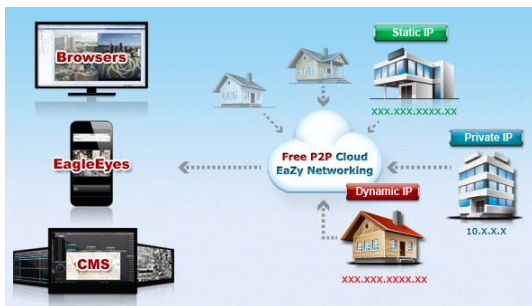 Browsers
Static IP
XXX.XXX.XXXX.XX
EagleEyes
Free P2P Cloud
EaZy Networking
Private IP
10.X.X.X
Dynamic IP
XXX.XXX.XXXX.XX
CMS